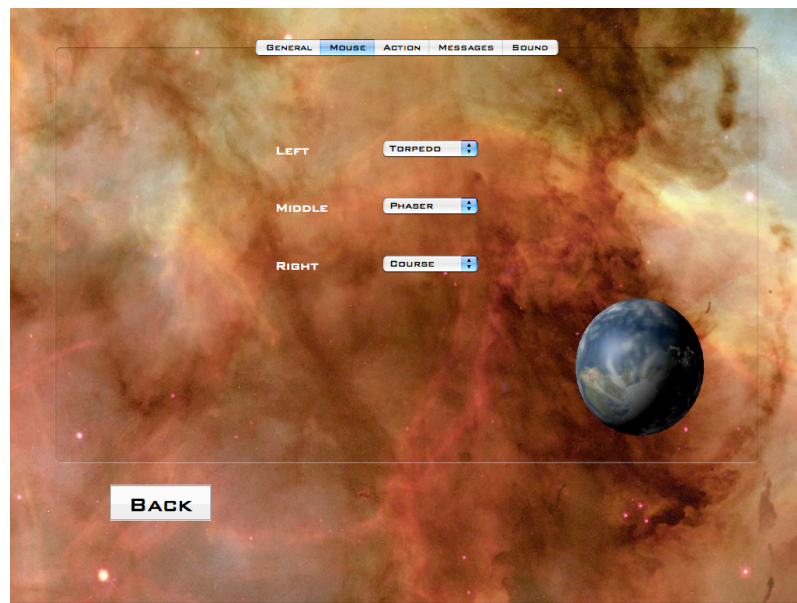 General Mouse Action Messages Sound
Left Torpedo
Middle Phaser
Right Course
Back